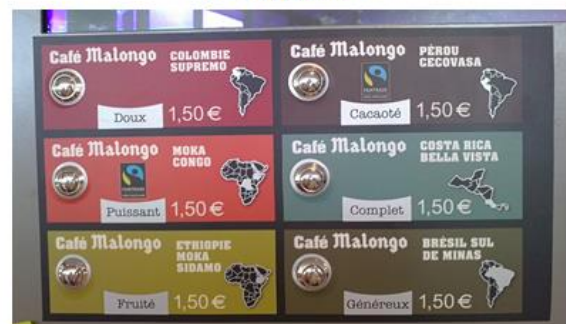 Café Malongo
COLOMBIE
SUPREMO
Doux
1,50 €
Café Malongo
PÉROU
CECOVASA
FAIRTRADE
Cacaoté
1,50 €
Café Malongo
MOKA
CONGO
FAIRTRADE
Puissant
1,50 €
Café Malongo
COSTA RICA
BELLA VISTA
Complet
1,50 €
Café Malongo
ETHIOPIE
MOKA
SIDAMO
Fruité
1,50 €
Café Malongo
BRÉSIL SUL
DE MINAS
Généreux
1,50 €